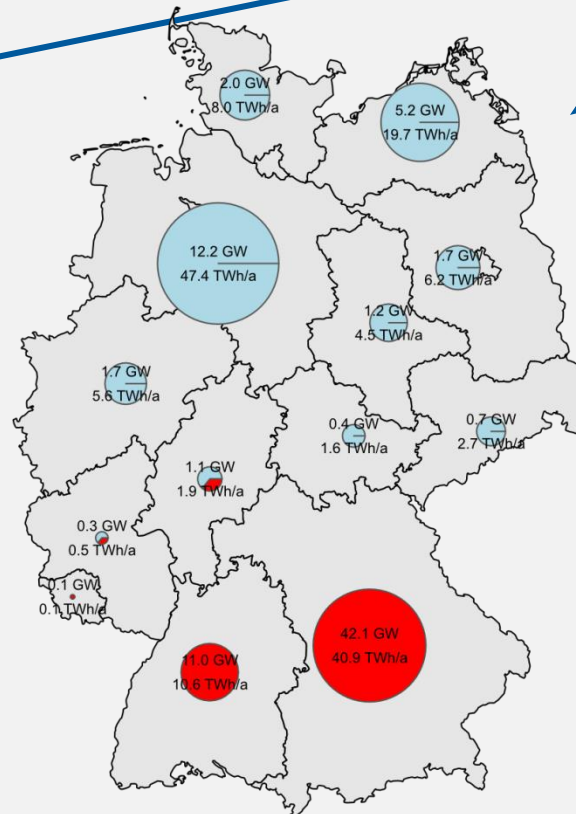 2.0 GW
8.0 TWh/a
5.2 GW
19.7 TWh/a
12.2 GW
47.4 TWh/a
1.7 GW
6.2 TWh/a
1.2 GW
4.5 TWh/a
1.7 GW
5.6 TWh/a
0.4 GW
1.6 TWh/a
0.7 GW
2.7 TWh/a
1.1 GW
1.9 TWh/a
0.3 GW
0.5 TWh/a
0.1 GW
0.1 TWh/a
11.0 GW
10.6 TWh/a
42.1 GW
40.9 TWh/a